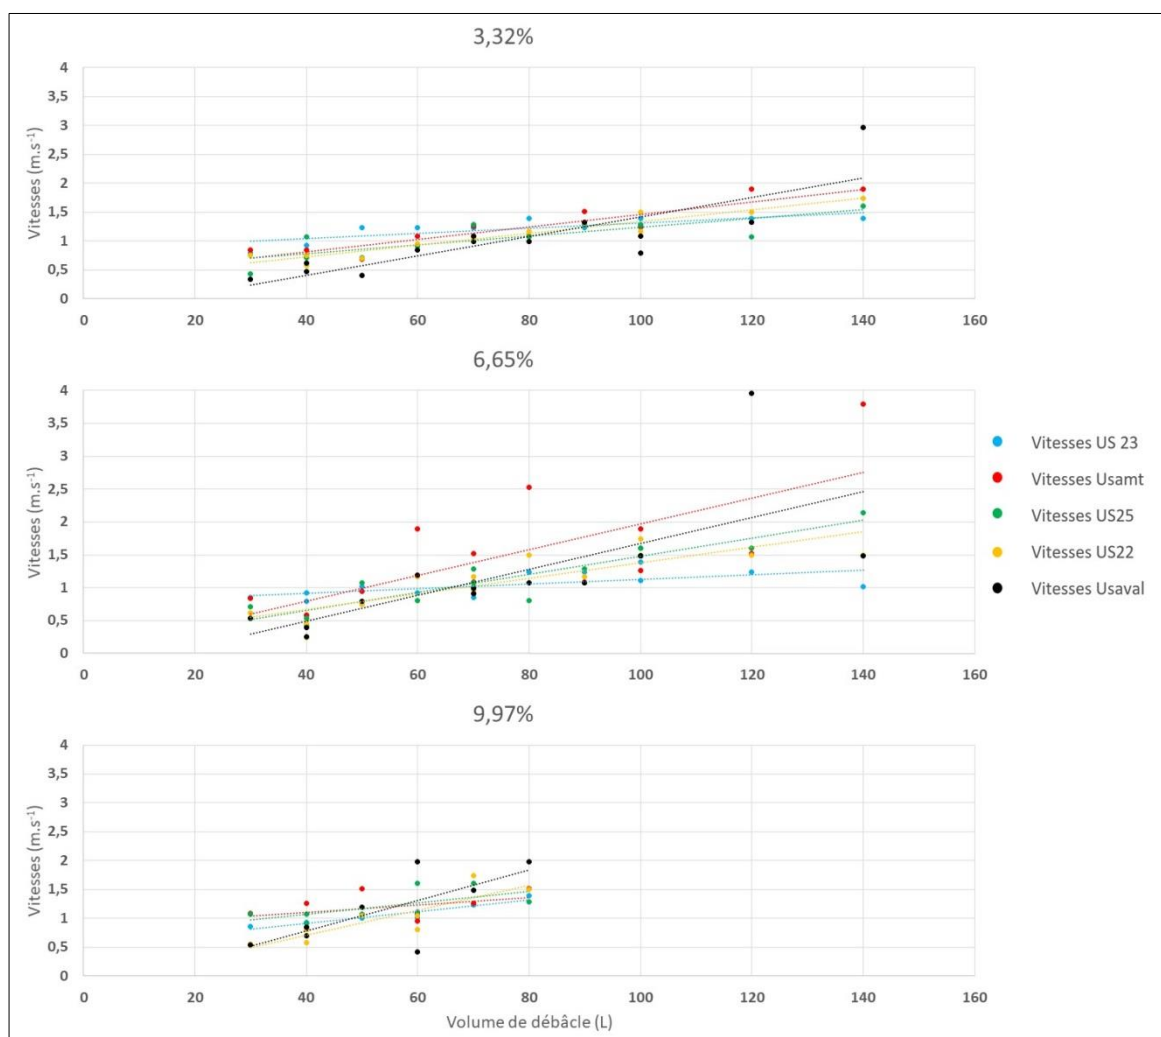 3,32%
Vitesses (m.s⁻¹)
4
3,5
3
2,5
2
1,5
1
0,5
0
0 20 40 60 80 100 120 140 160
6,65%
Vitesses (m.s⁻¹)
4
3,5
3
2,5
2
1,5
1
0,5
0
0 20 40 60 80 100 120 140 160
Vitesses US 23
Vitesses Usamt
Vitesses US25
Vitesses US22
Vitesses Usaval
9,97%
Vitesses (m.s⁻¹)
4
3,5
3
2,5
2
1,5
1
0,5
0
0 20 40 60 80 100 120 140 160
Volume de débâcle (L)